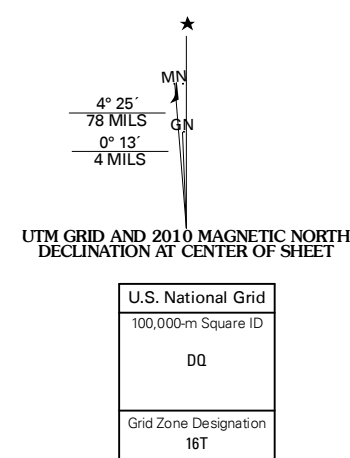 MN
4° 25´
78 MILS
GN
0° 13´
4 MILS
UTM GRID AND 2010 MAGNETIC NORTH
DECLINATION AT CENTER OF SHEET
U.S. National Grid
100,000-m Square ID
DQ
Grid Zone Designation
16T